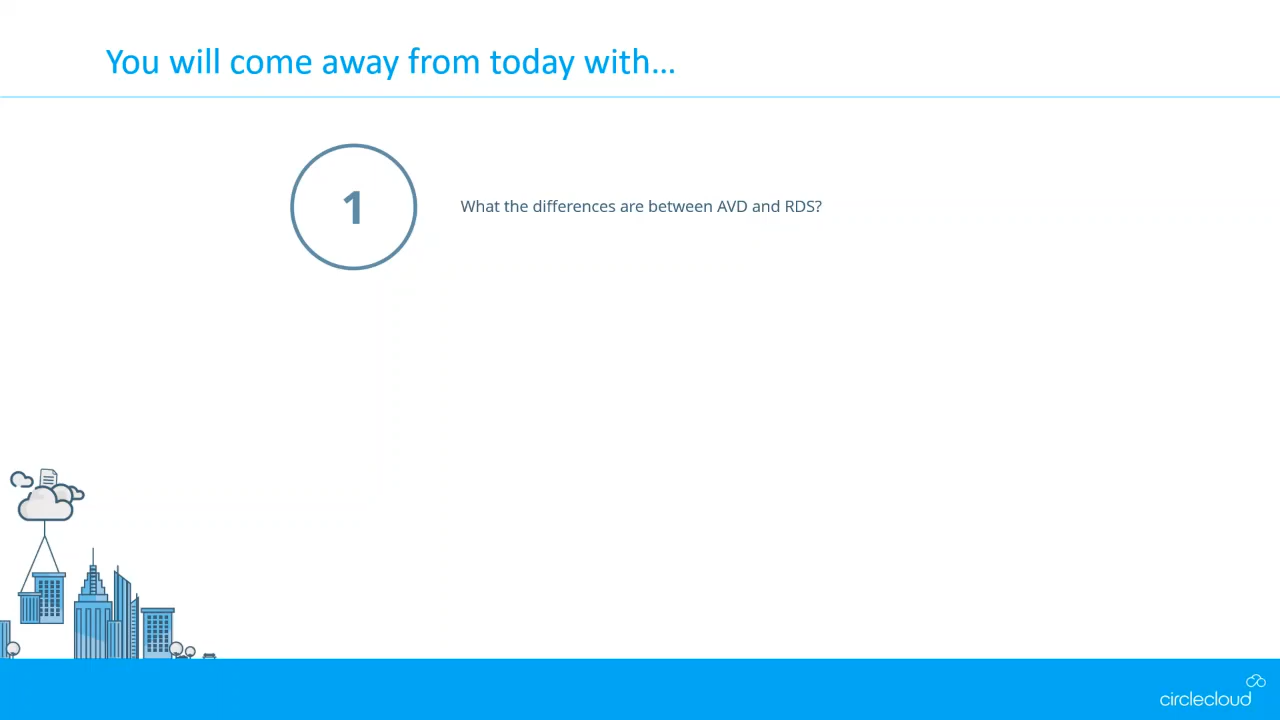 You will come away from today with...
1
What the differences are between AVD and RDS?
circlecloud